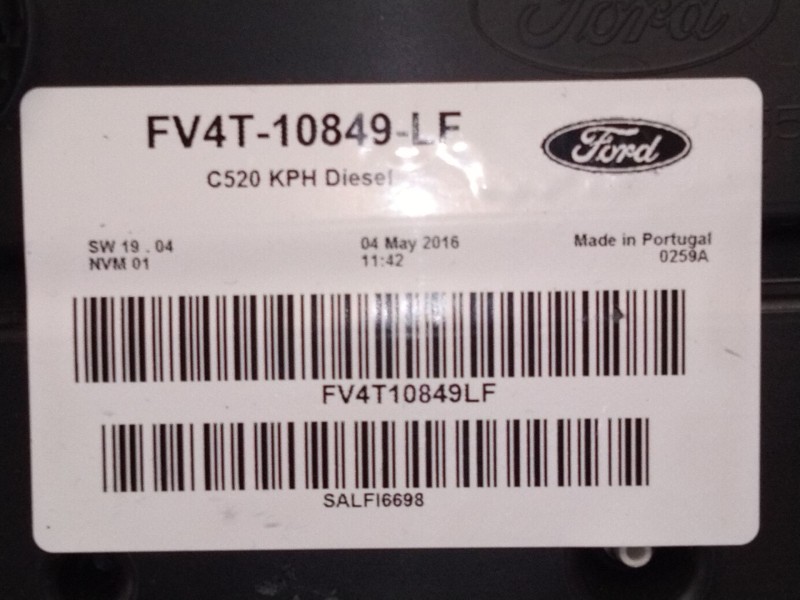 Ford
FV4T-10849-LF
Ford
C520 KPH Diesel
SW 19 . 04
04 May 2016
Made in Portugal
NVM 01
11:42
0259A
FV4T10849LF
SALFI6698